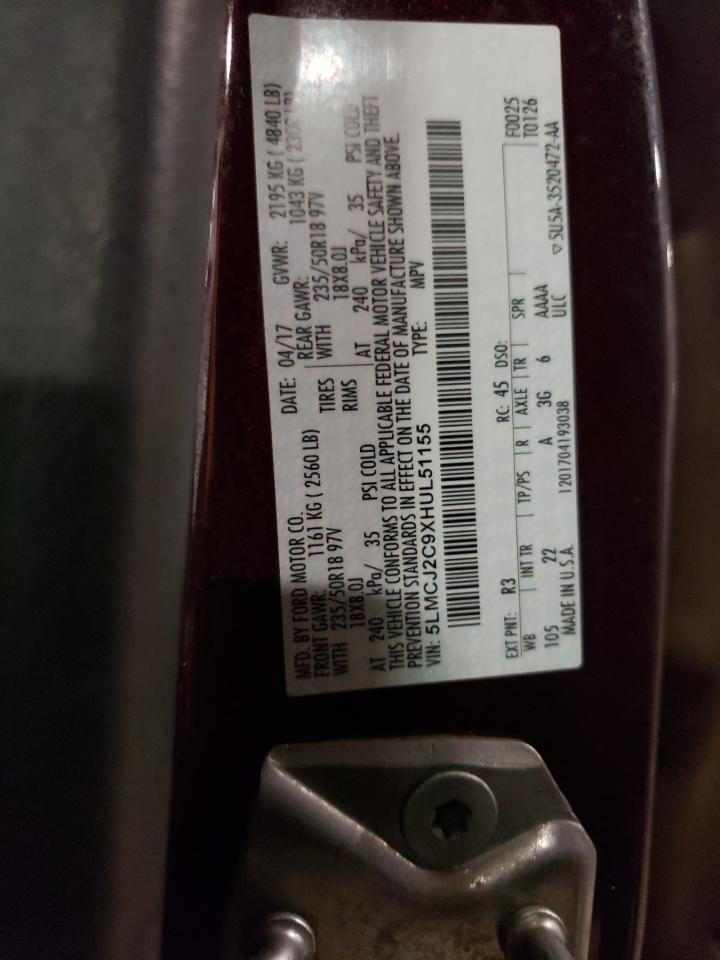 MFD. BY FORD MOTOR CO.
DATE: 04/17 GVWR: 2195 KG ( 4840 LB)
FRONT GAWR: 1161 KG ( 2560 LB) REAR GAWR: 1043 KG ( 2300 LB)
WITH 235/50R18 97V TIRES WITH 235/50R18 97V
18X8.0J RIMS 18X8.0J
AT 240 kPa/ 35 PSI COLD AT 240 kPa/ 35 PSI COLD
THIS VEHICLE CONFORMS TO ALL APPLICABLE FEDERAL MOTOR VEHICLE SAFETY AND THEFT
PREVENTION STANDARDS IN EFFECT ON THE DATE OF MANUFACTURE SHOWN ABOVE.
VIN: 5LMCJ2C9XHUL51155 TYPE: MPV
F0025
EXT PNT: R3 RC: 45 DSO: T0126
WB INT TR TP/PS R AXLE TR SPR
105 22 A 3G 6 AAAA
ULC ▽ 5U5A-3520472-AA
MADE IN U.S.A. 1201704193038